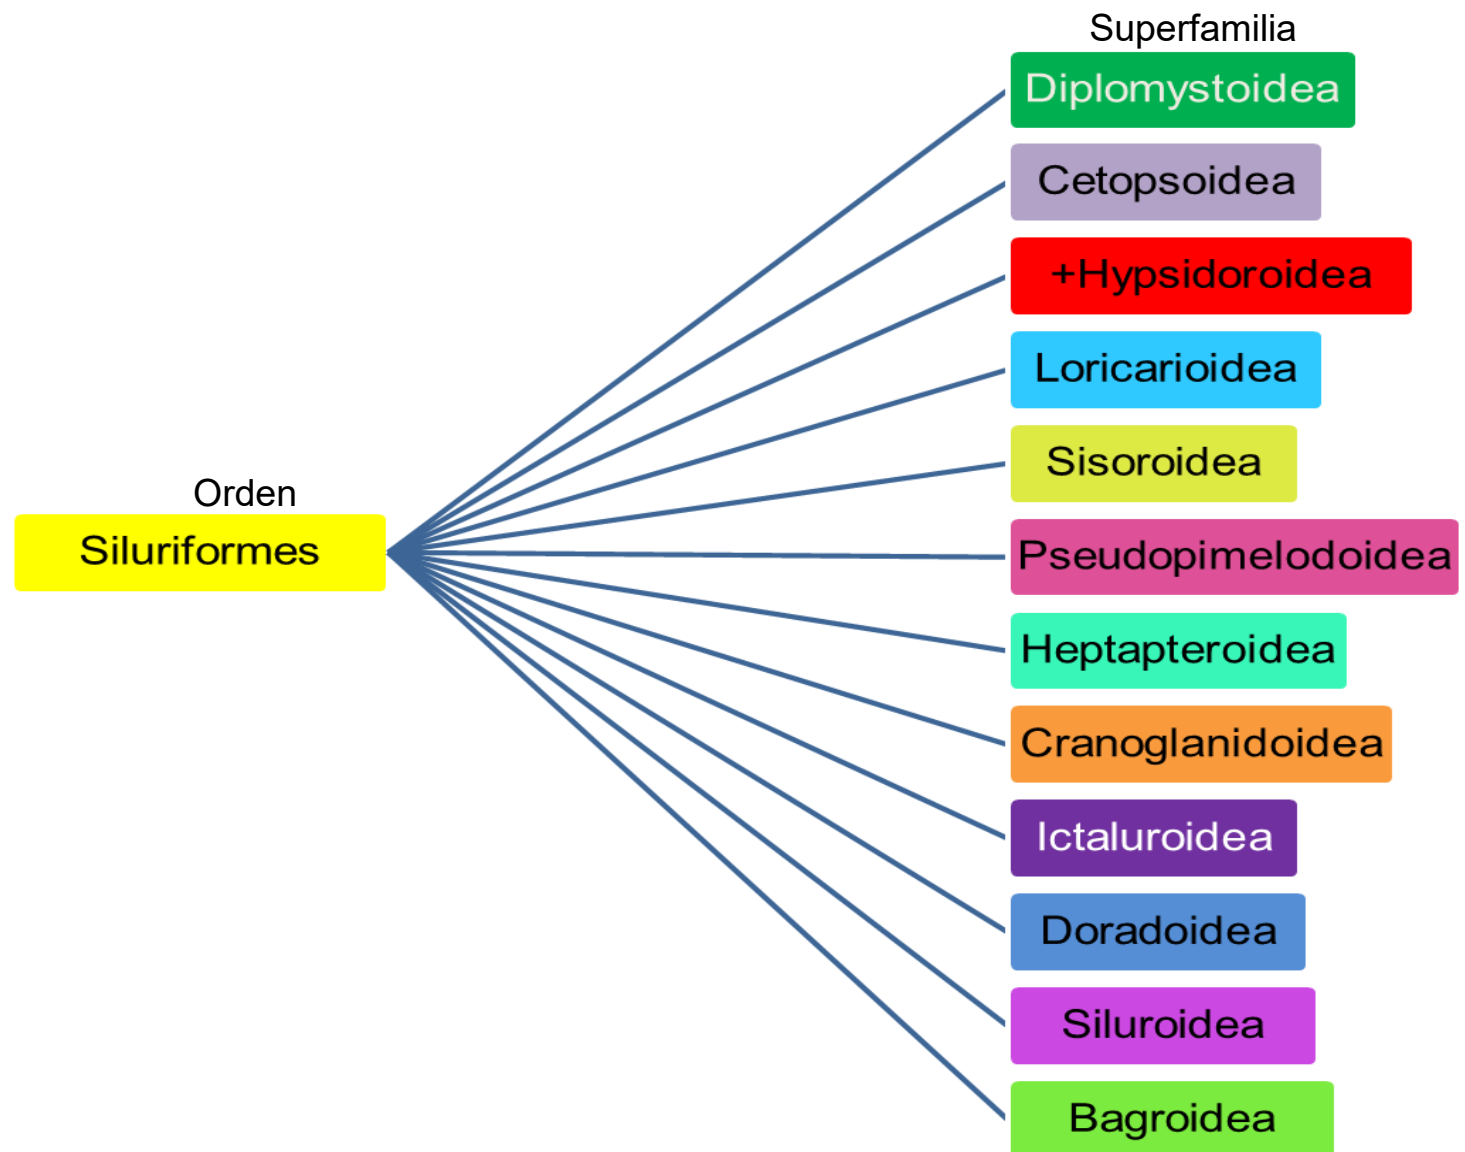 Superfamilia
Diplomystoidea
Cetopsoidea
+Hypsidoroidea
Loricarioidea
Sisoroidea
Orden
Siluriformes
Pseudopimelodoidea
Heptapteroidea
Cranoglanidoidea
Ictaluroidea
Doradoidea
Siluroidea
Bagroidea